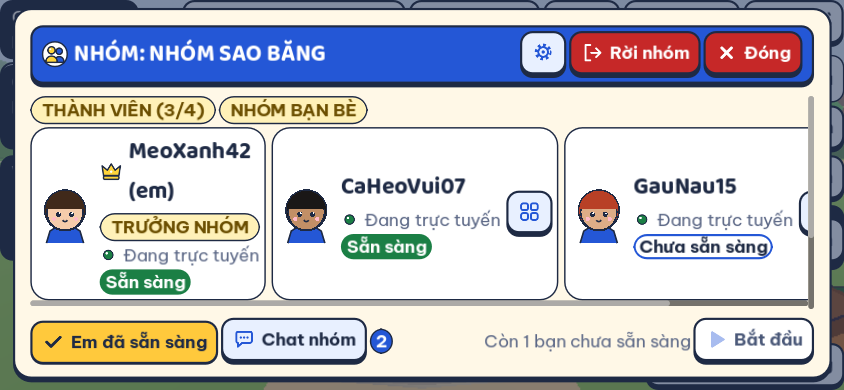 NHÓM: NHÓM SAO BĂNG
Rời nhóm
Đóng
THÀNH VIÊN (3/4)
NHÓM BẠN BÈ
MeoXanh42
(em)
TRƯỞNG NHÓM
Đang trực tuyến
Sẵn sàng
CaHeoVui07
Đang trực tuyến
Sẵn sàng
GauNau15
Đang trực tuyến
Chưa sẵn sàng
Em đã sẵn sàng
Chat nhóm
2
Còn 1 bạn chưa sẵn sàng
Bắt đầu